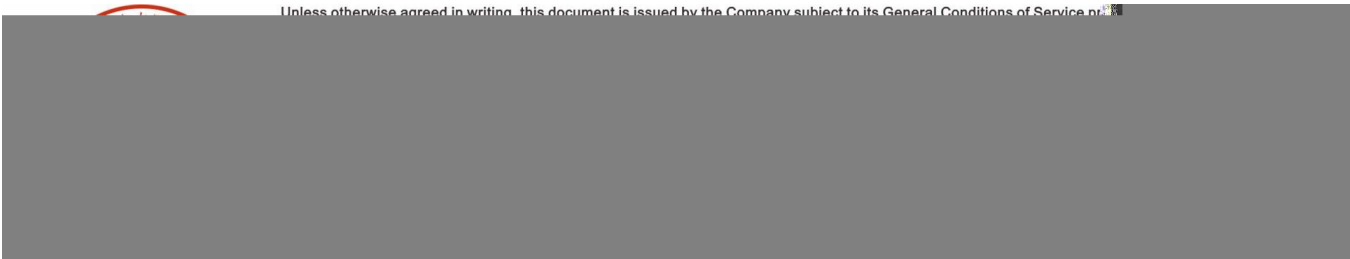 Unless otherwise agreed in writing, this document is issued by the Company subject to its General Conditions of Service